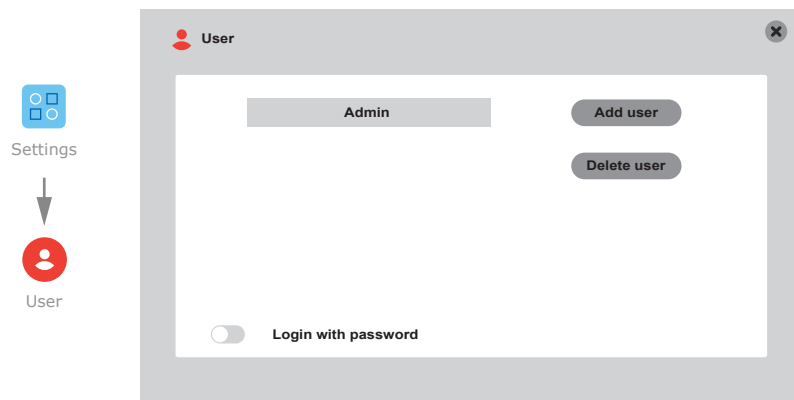 User
Settings
User
Admin
Add user
Delete user
Login with password